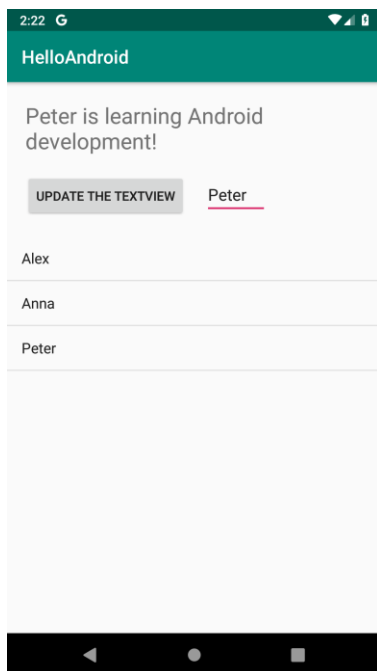 2:22 G
HelloAndroid
Peter is learning Android
development!
UPDATE THE TEXTVIEW Peter
Alex
Anna
Peter